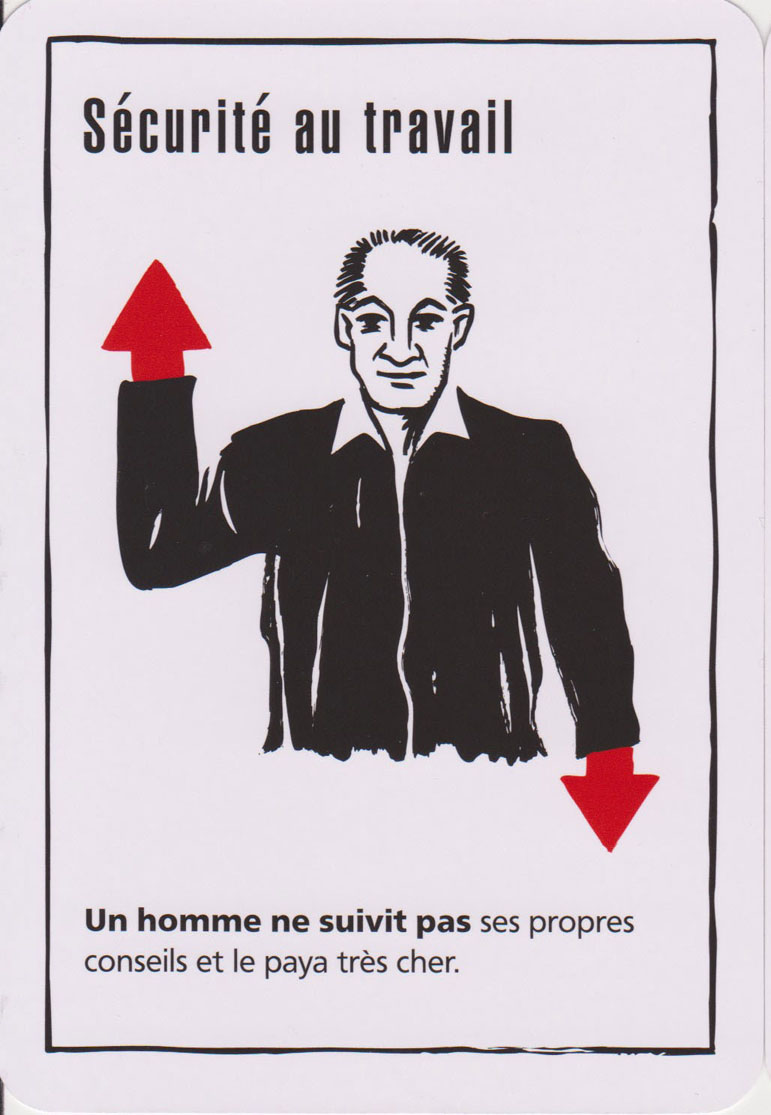 Sécurité au travail
Un homme ne suivit pas ses propres
conseils et le paya très cher.